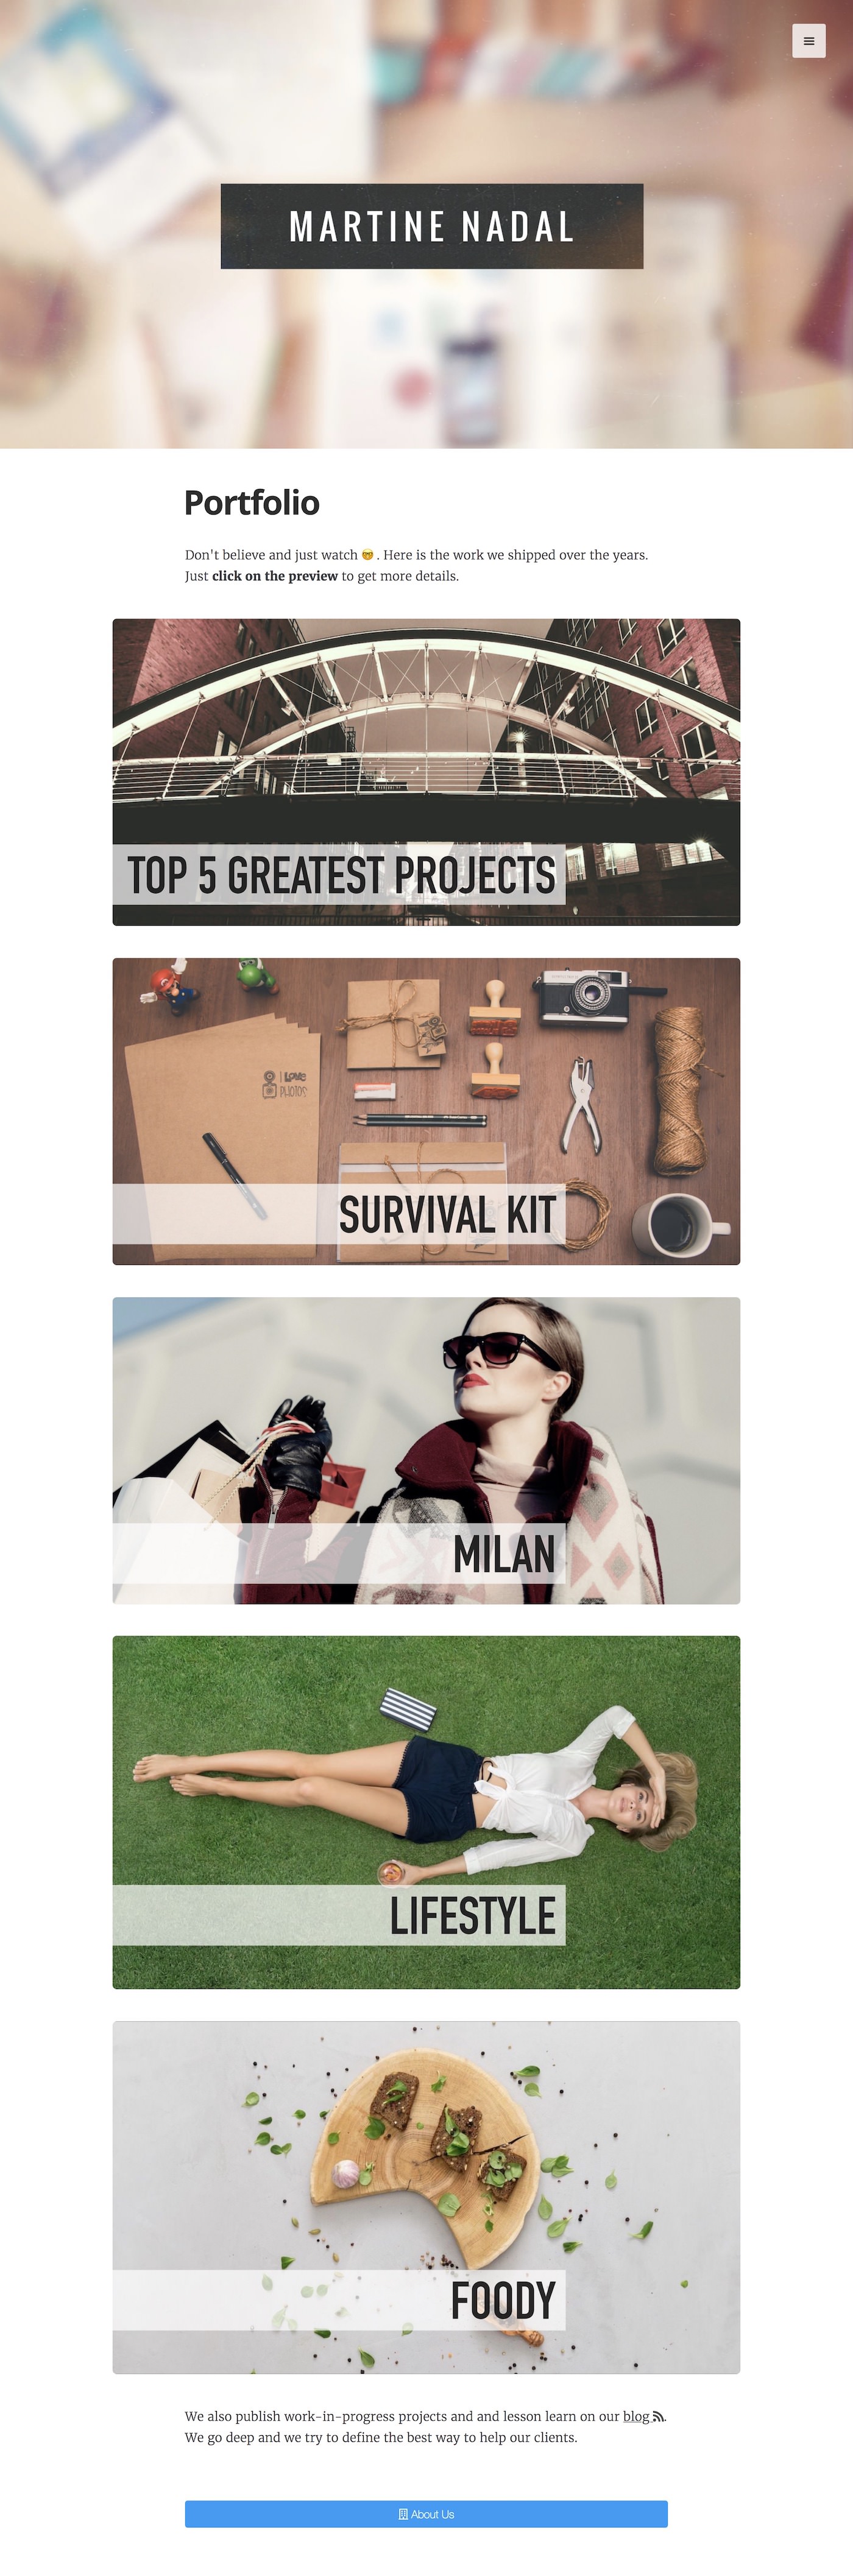 MARTINE NADAL
Portfolio
Don't believe and just watch 🤓. Here is the work we shipped over the years.
Just click on the preview to get more details.
TOP 5 GREATEST PROJECTS
I LOVE
PHOTOS
SURVIVAL KIT
MILAN
LIFESTYLE
FOODY
We also publish work-in-progress projects and and lesson learn on our blog.
We go deep and we try to define the best way to help our clients.
About Us